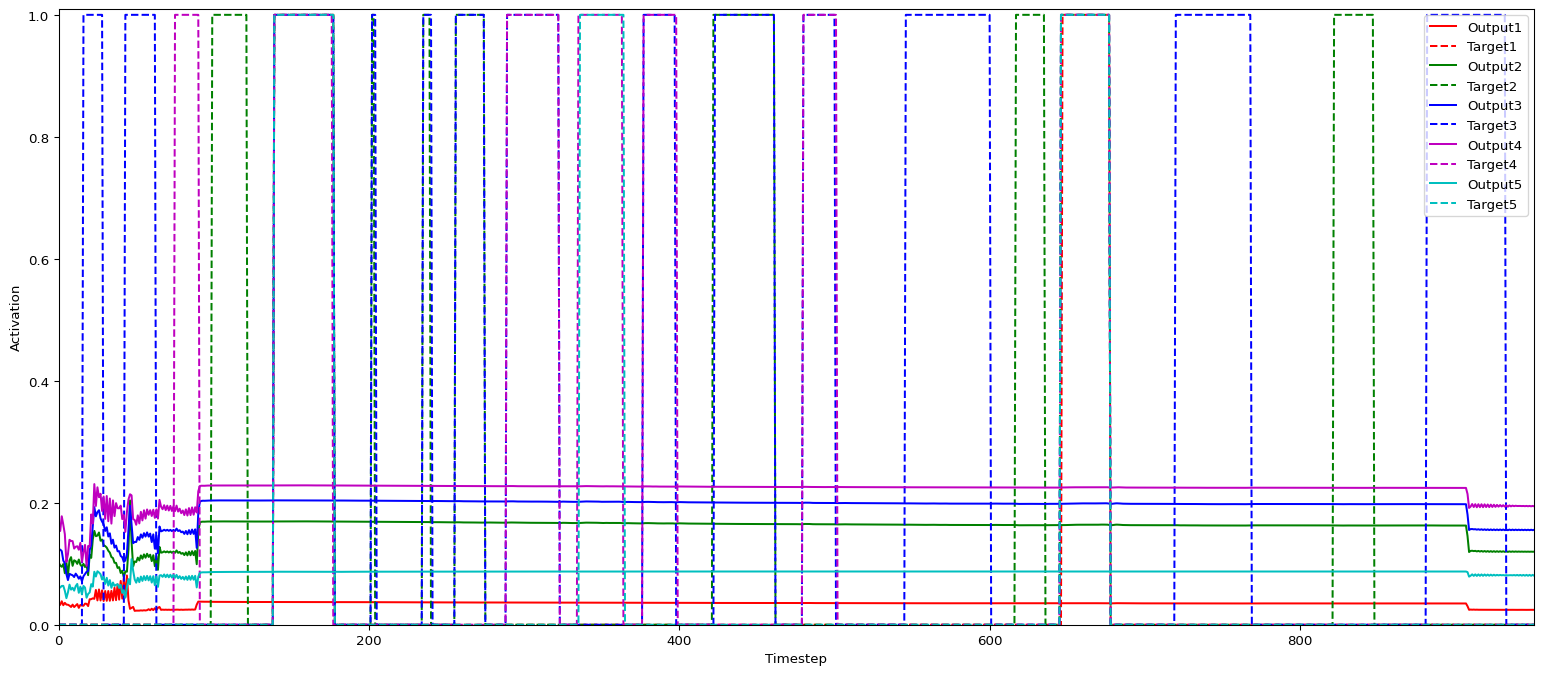 1.0
0.8
0.6
0.4
0.2
0.0
Activation
0
200
400
600
800
Timestep
Output1
Target1
Output2
Target2
Output3
Target3
Output4
Target4
Output5
Target5